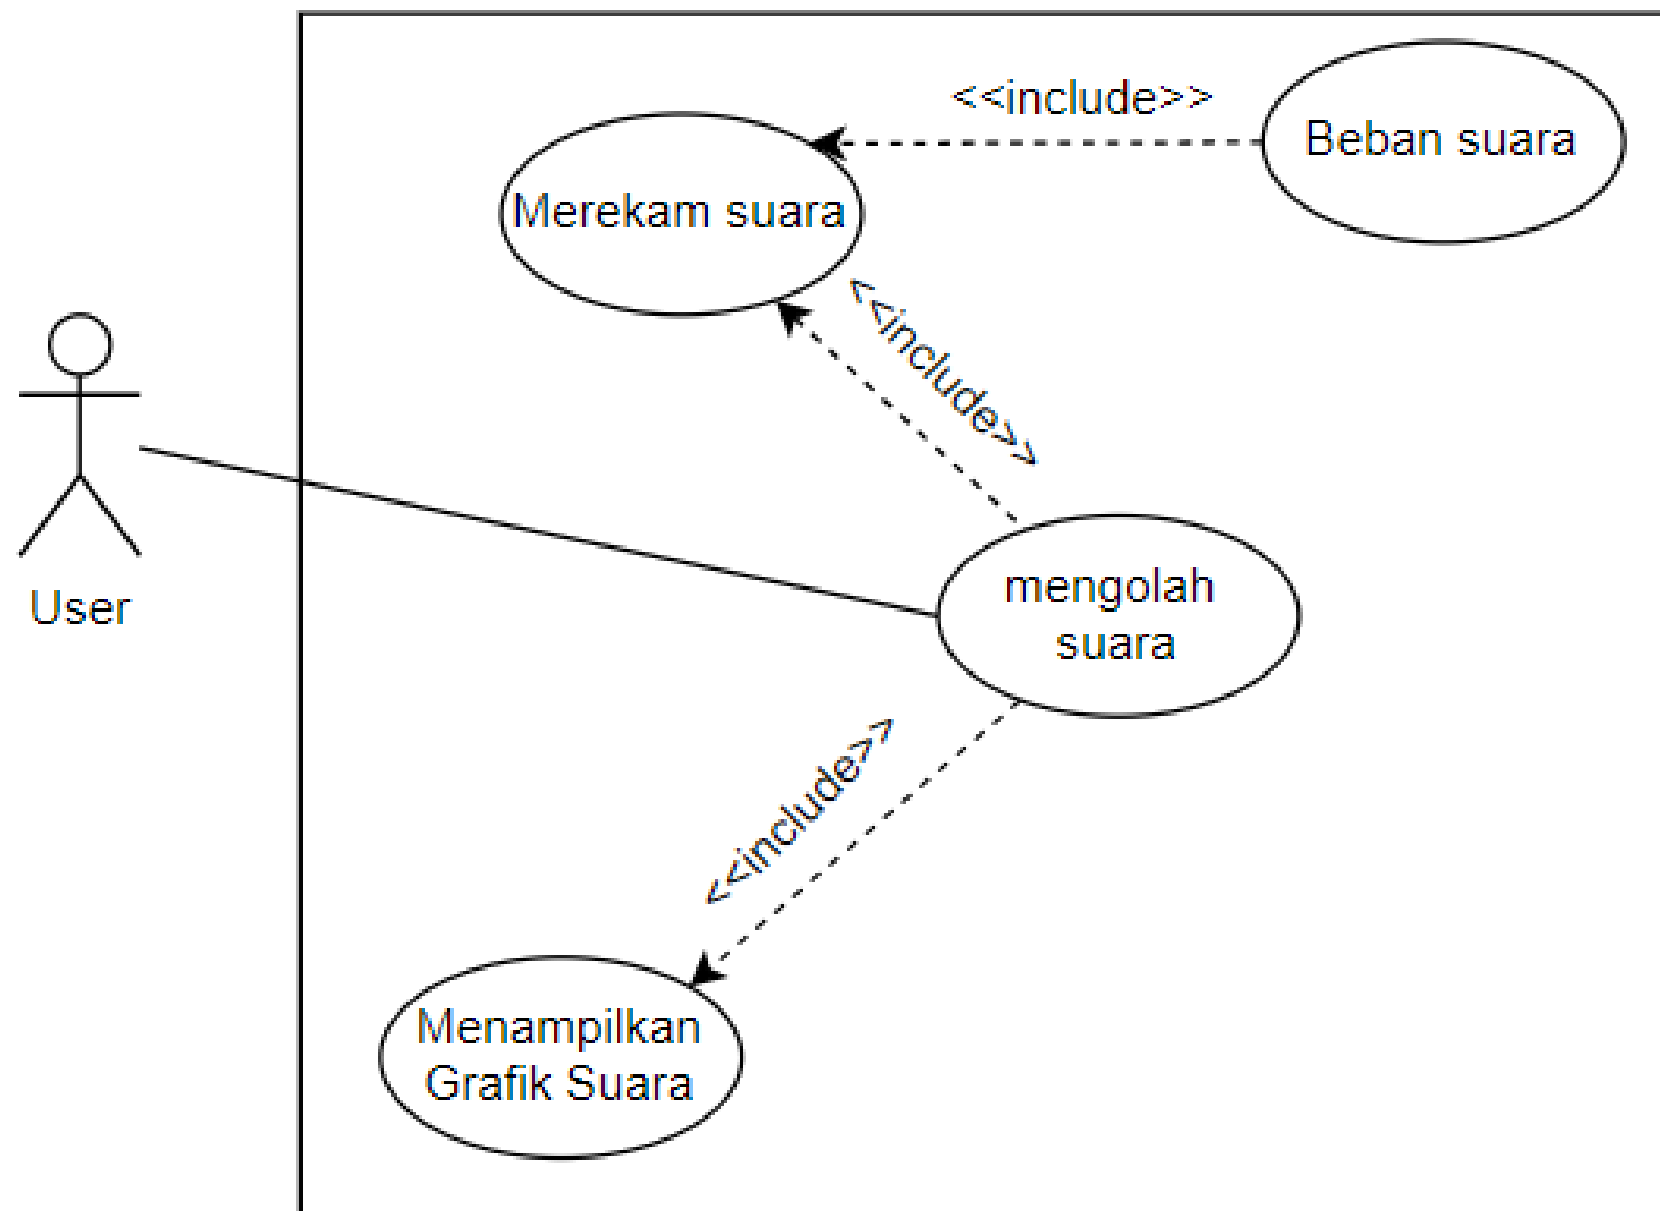 <<include>>
Beban suara
Merekam suara
<<include>>
User
mengolah
suara
<<include>>
Menampilkan
Grafik Suara